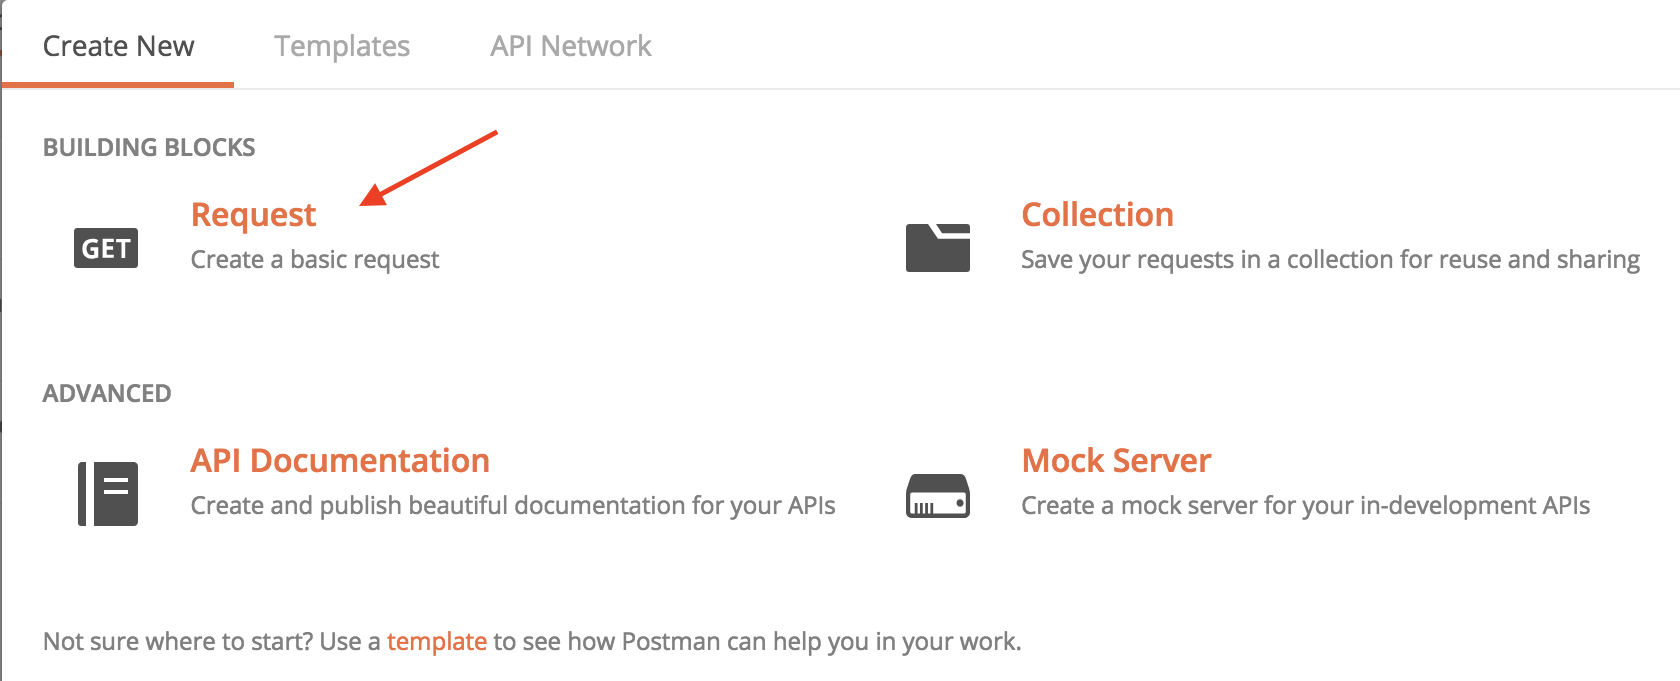 Create New
Templates
API Network
BUILDING BLOCKS
GET
Request
Create a basic request
Collection
Save your requests in a collection for reuse and sharing
ADVANCED
API Documentation
Create and publish beautiful documentation for your APIs
Mock Server
Create a mock server for your in-development APIs
Not sure where to start? Use a template to see how Postman can help you in your work.